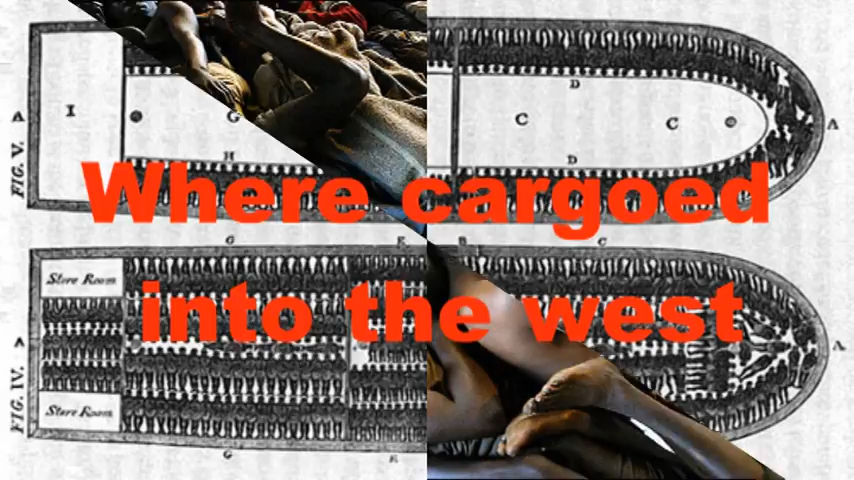 I
G
D
C
C
A
A
FIG. V.
H
D
Where cargoed
G
E
B
C
Store Room
into the west
A
A
FIG. IV.
Store Room
G
E